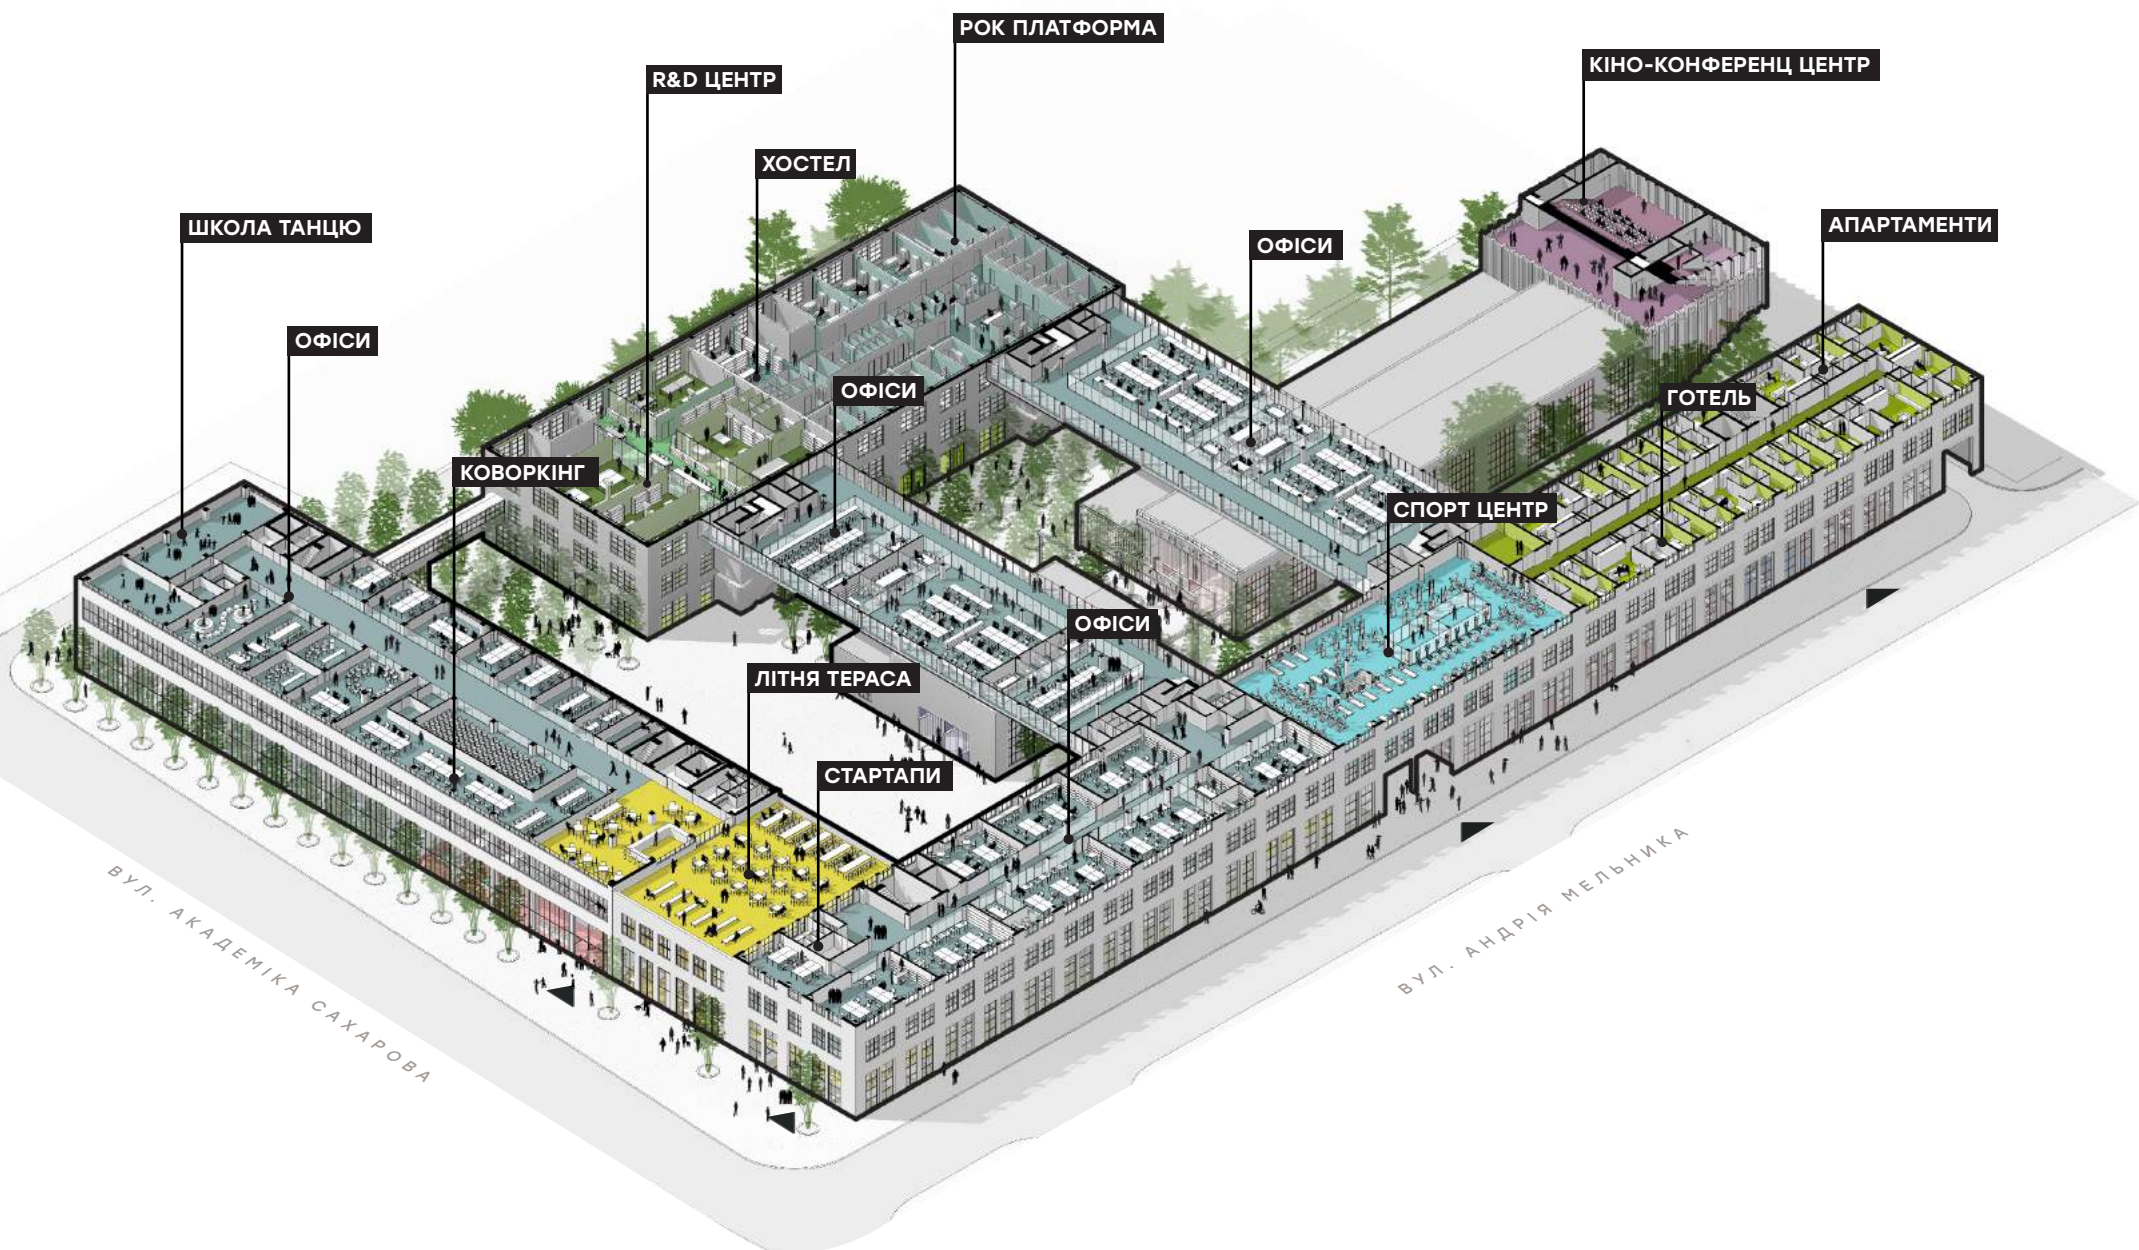 РОК ПЛАТФОРМА
КІНО-КОНФЕРЕНЦ ЦЕНТР
R&D ЦЕНТР
ХОСТЕЛ
ШКОЛА ТАНЦЮ
АПАРТАМЕНТИ
ОФІСИ
ОФІСИ
ОФІСИ
ГОТЕЛЬ
КОВОРКІНГ
СПОРТ ЦЕНТР
ОФІСИ
ЛІТНЯ ТЕРАСА
СТАРТАПИ
ВУЛ. АКАДЕМІКА САХАРОВА
ВУЛ. АНДРІЯ МЕЛЬНИКА